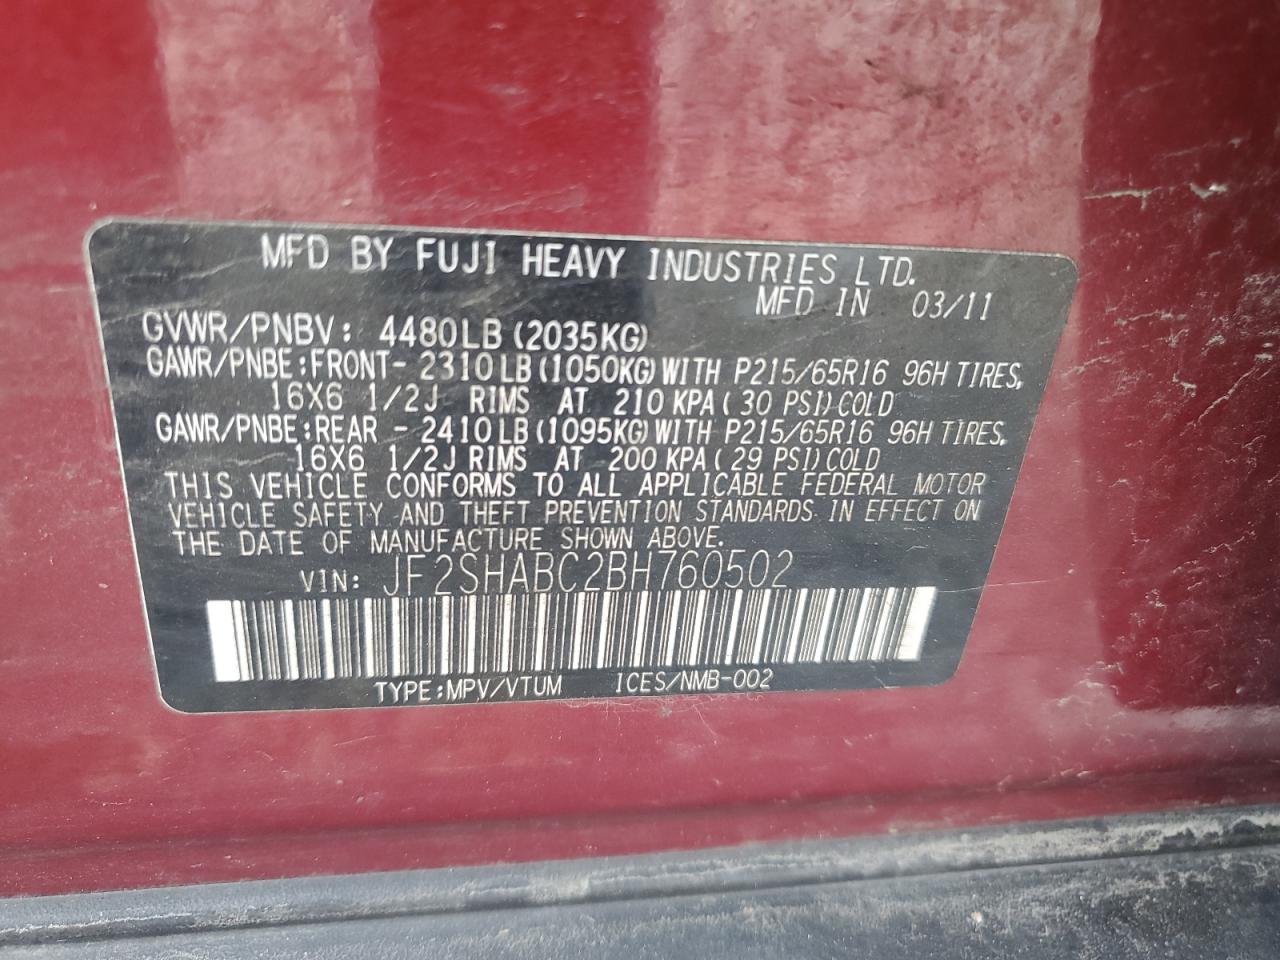 MFD BY FUJI HEAVY INDUSTRIES LTD.
MFD IN 03/11
GVWR/PNBV: 4480LB (2035KG)
GAWR/PNBE:FRONT- 2310LB (1050KG) WITH P215/65R16 96H TIRES,
16X6 1/2J RIMS AT 210 KPA (30 PSI) COLD
GAWR/PNBE:REAR - 2410LB (1095KG) WITH P215/65R16 96H TIRES,
16X6 1/2J RIMS AT 200 KPA (29 PSI) COLD
THIS VEHICLE CONFORMS TO ALL APPLICABLE FEDERAL MOTOR
VEHICLE SAFETY AND THEFT PREVENTION STANDARDS IN EFFECT ON
THE DATE OF MANUFACTURE SHOWN ABOVE.
VIN: JF2SHABC2BH760502
TYPE:MPV/VTUM ICES/NMB-002